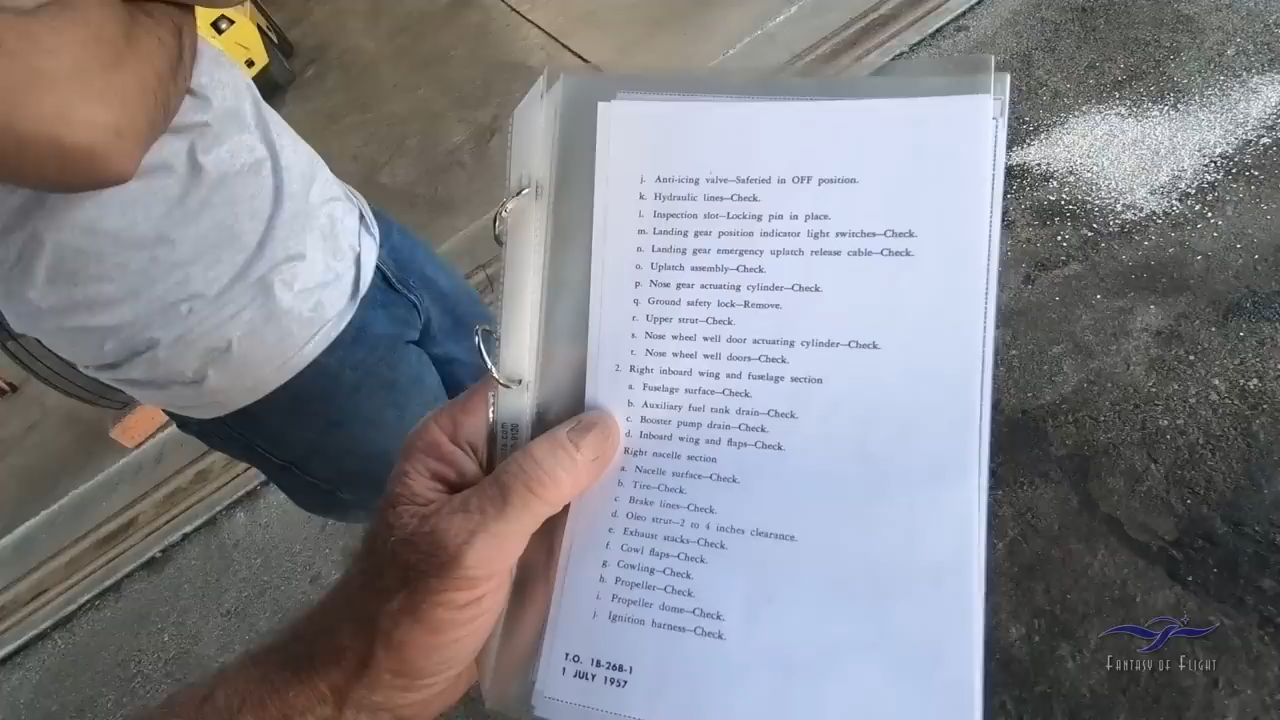 j. Anti-icing valve—Safetied in OFF position.
k. Hydraulic lines—Check.
l. Inspection slot—Locking pin in place.
m. Landing gear position indicator light switches—Check.
n. Landing gear emergency uplatch release cable—Check.
o. Uplatch assembly—Check.
p. Nose gear actuating cylinder—Check.
q. Ground safety lock—Remove.
r. Upper strut—Check.
s. Nose wheel well door actuating cylinder—Check.
t. Nose wheel well doors—Check.
2. Right inboard wing and fuselage section
a. Fuselage surface—Check.
b. Auxiliary fuel tank drain—Check.
c. Booster pump drain—Check.
d. Inboard wing and flaps—Check.
Right nacelle section
a. Nacelle surface—Check.
b. Tire—Check.
c. Brake lines—Check.
d. Oleo strut—2 to 4 inches clearance.
e. Exhaust stacks—Check.
f. Cowl flaps—Check.
g. Cowling—Check.
h. Propeller—Check.
i. Propeller dome—Check.
j. Ignition harness—Check.
T.O. 1B-26B-1
1 JULY 1957
FANTASY OF FLIGHT